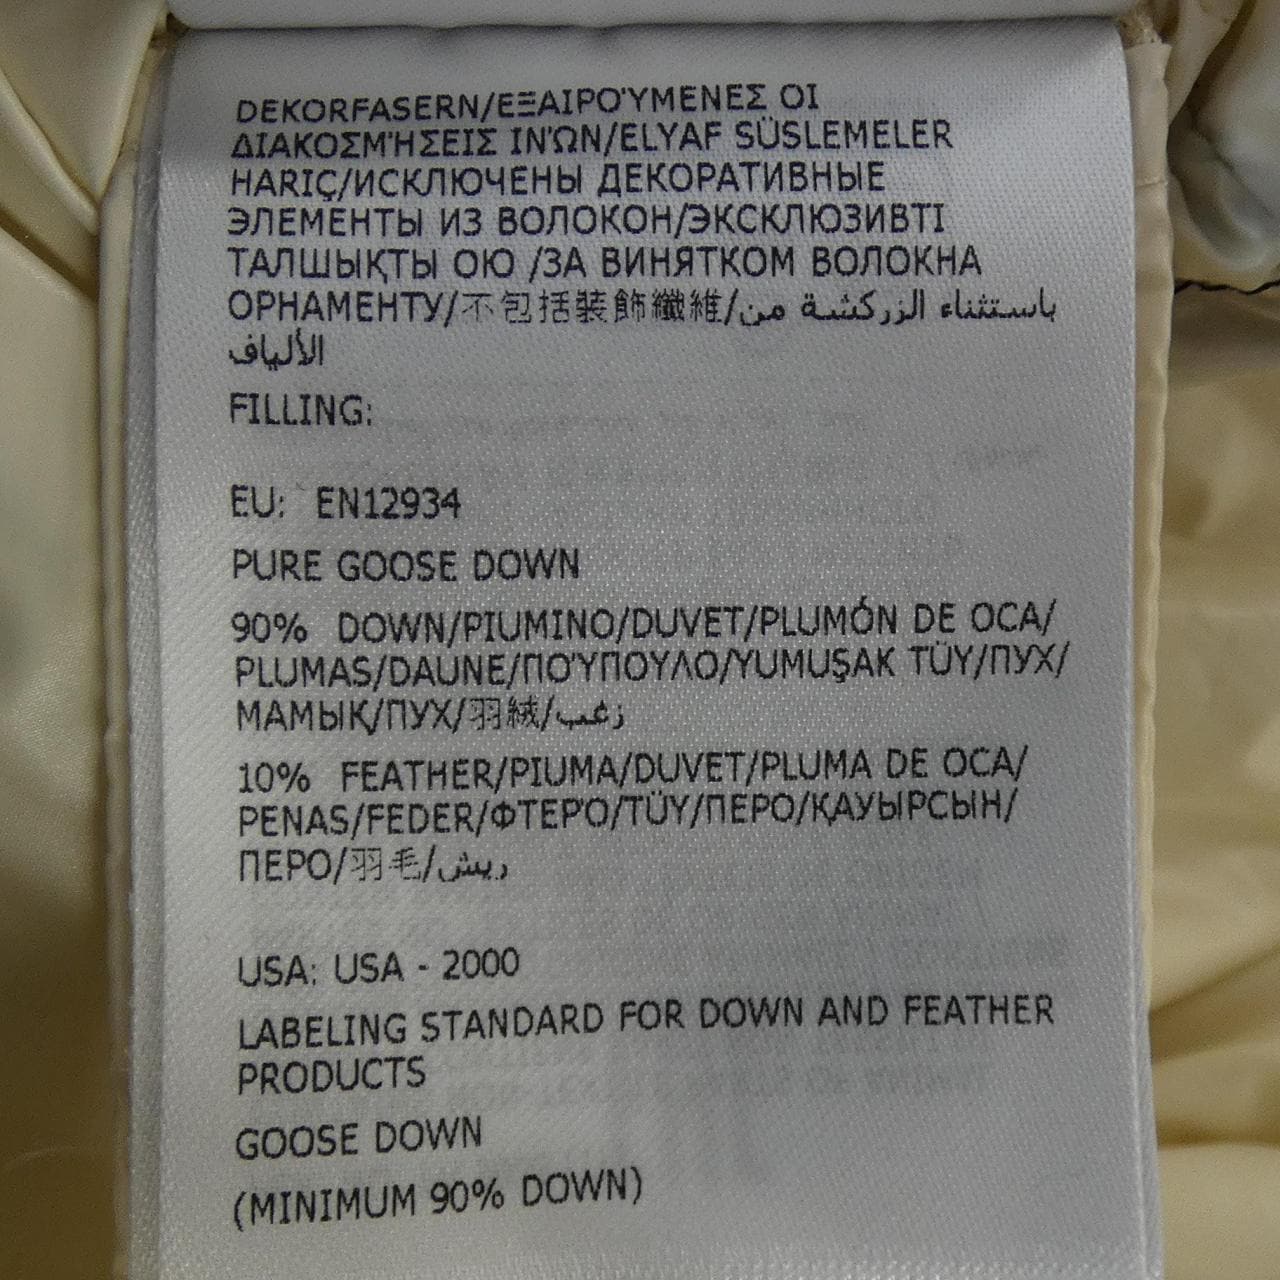 DEKORFASERN/ΕΞΑΙΡΟΎΜΕΝΕΣ ΟΙ
ΔΙΑΚΟΣΜΉΣΕΙΣ ΙΝΏΝ/ELYAF SÜSLEMELER
HARIÇ/ИСКЛЮЧЕНЫ ДЕКОРАТИВНЫЕ
ЭЛЕМЕНТЫ ИЗ ВОЛОКОН/ЭКСКЛЮЗИВТІ
ТАЛШЫҚТЫ ОЮ /ЗА ВИНЯТКОМ ВОЛОКНА
ОРНАМЕНТУ/不包括裝飾纖維/باستثناء الزركشة من
الألياف
FILLING:
EU: EN12934
PURE GOOSE DOWN
90% DOWN/PIUMINO/DUVET/PLUMÓN DE OCA/
PLUMAS/DAUNE/ΠΟΎΠΟΥΛΟ/YUMUŞAK TÜY/ПУХ/
МАМЫҚ/ПУХ/羽絨/زغب
10% FEATHER/PIUMA/DUVET/PLUMA DE OCA/
PENAS/FEDER/ΦΤΕΡΌ/TÜY/ПЕРО/ҚАУЫРСЫН/
ПЕРО/羽毛/ريش
USA: USA - 2000
LABELING STANDARD FOR DOWN AND FEATHER
PRODUCTS
GOOSE DOWN
(MINIMUM 90% DOWN)